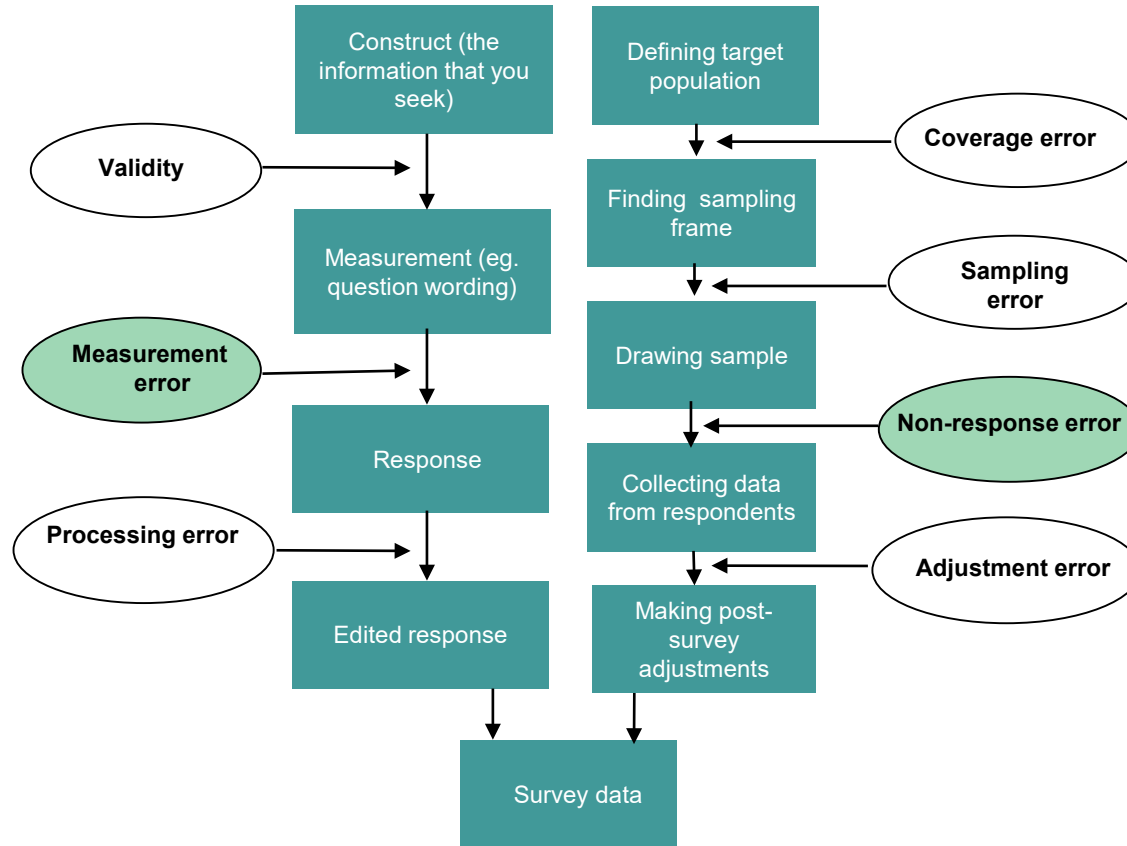 Construct (the
information that you
seek)
Defining target
population
Validity
Coverage error
Finding sampling
frame
Measurement (eg.
question wording)
Sampling
error
Measurement
error
Drawing sample
Non-response error
Response
Collecting data
from respondents
Processing error
Adjustment error
Edited response
Making post-
survey
adjustments
Survey data